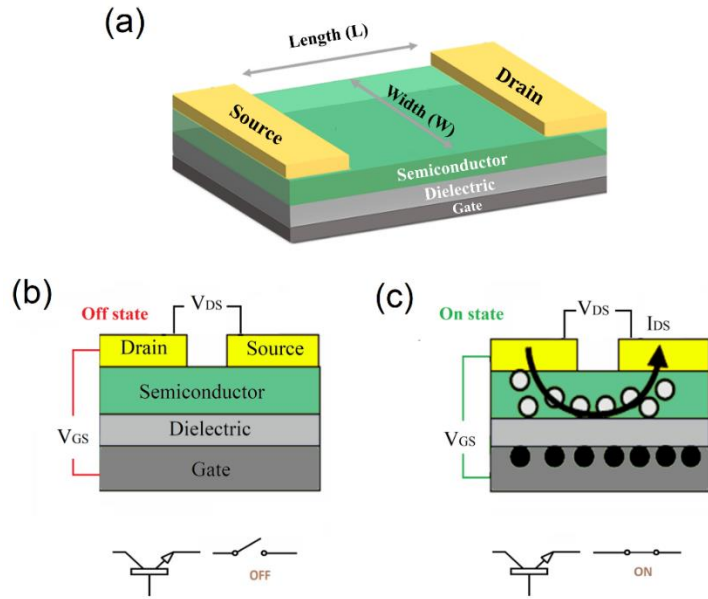 (a)
Length (L)
Drain
Width (W)
Source
Semiconductor
Dielectric
Gate
(b)
Off state
VDS
Drain
Source
Semiconductor
VGS
Dielectric
Gate
OFF
(c)
On state
VDS
IDS
VGS
ON